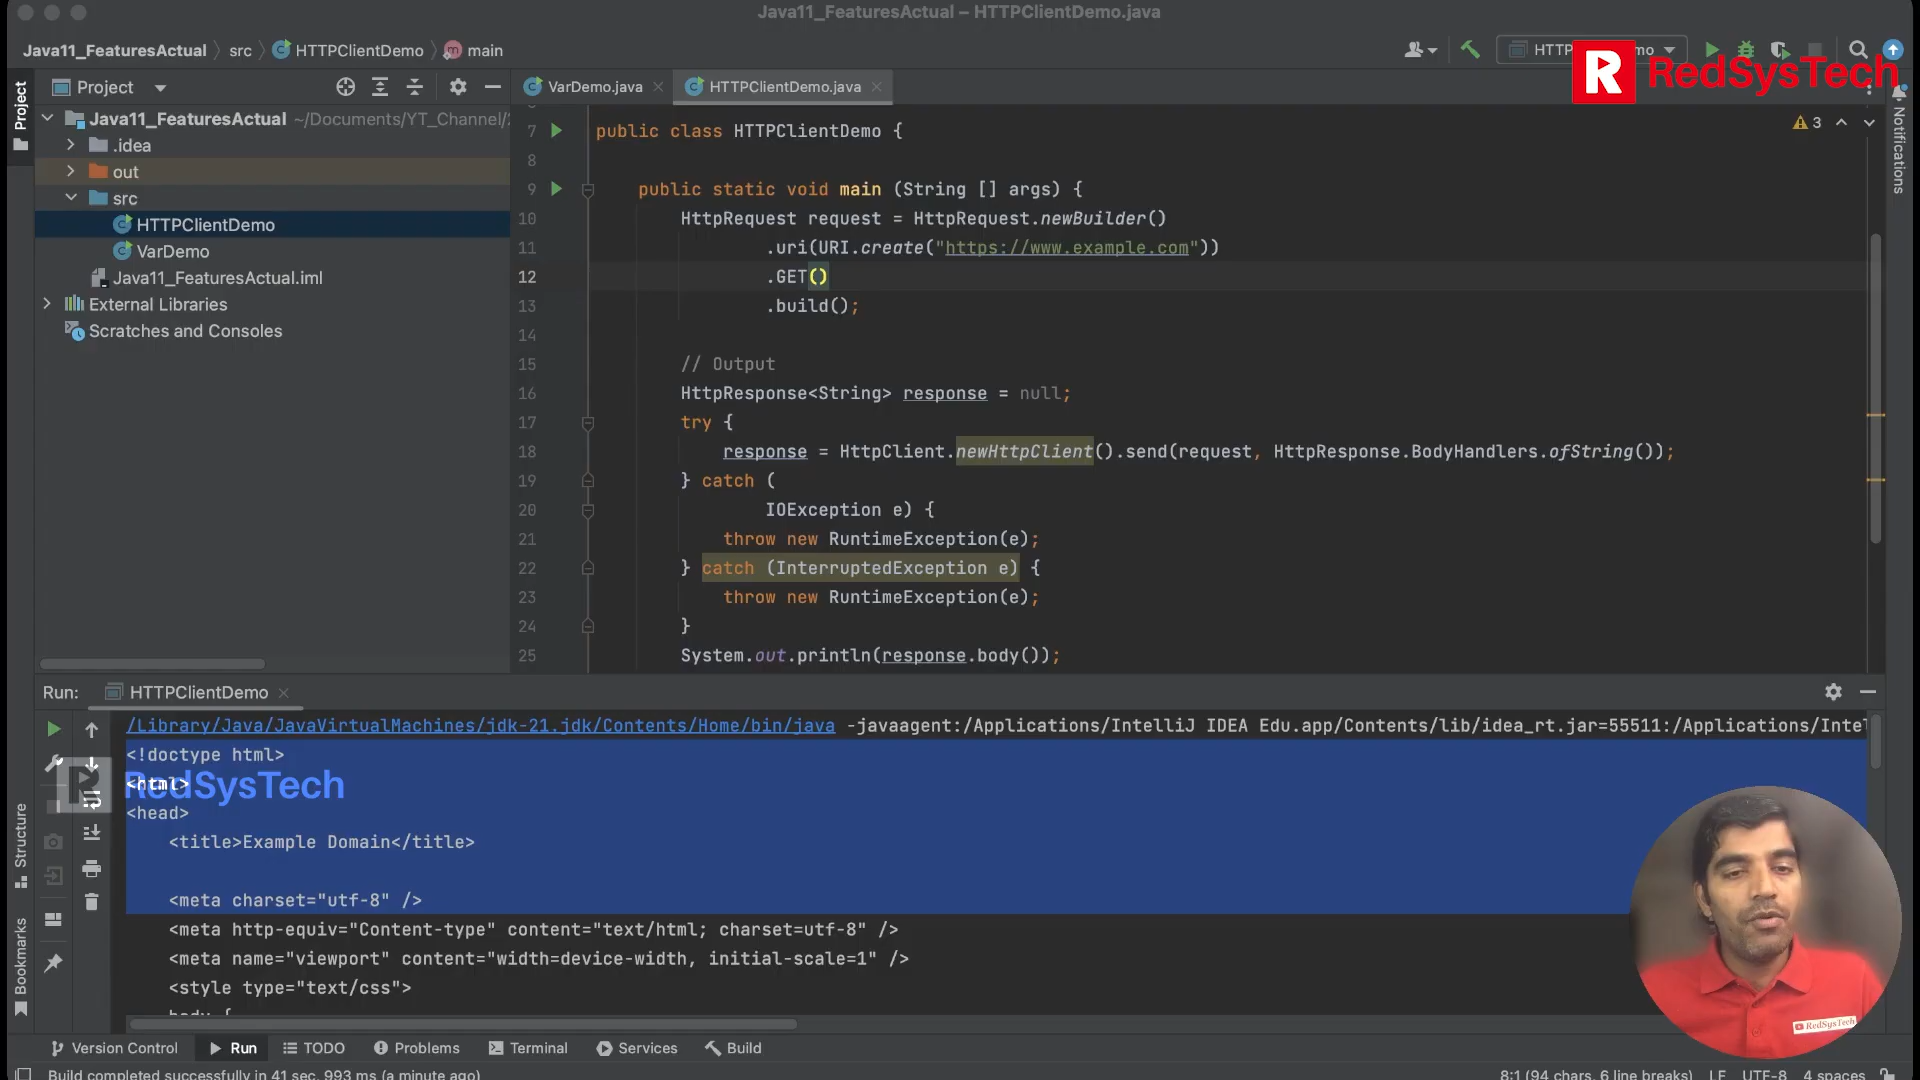 Java11_FeaturesActual – HTTPClientDemo.java
Java11_FeaturesActual
src
HTTPClientDemo
main
HTTP
mo
RedSysTech
Project
VarDemo.java
HTTPClientDemo.java
Project
Notifications
Java11_FeaturesActual ~/Documents/YT_Channel/
.idea
out
src
HTTPClientDemo
VarDemo
Java11_FeaturesActual.iml
External Libraries
Scratches and Consoles
3
7 public class HTTPClientDemo {
8
9 public static void main (String [] args) {
10 HttpRequest request = HttpRequest.newBuilder()
11 .uri(URI.create("https://www.example.com"))
12 .GET()
13 .build();
14
15 // Output
16 HttpResponse<String> response = null;
17 try {
18 response = HttpClient.newHttpClient().send(request, HttpResponse.BodyHandlers.ofString());
19 } catch (
20 IOException e) {
21 throw new RuntimeException(e);
22 } catch (InterruptedException e) {
23 throw new RuntimeException(e);
24 }
25 System.out.println(response.body());
Run: HTTPClientDemo
/Library/Java/JavaVirtualMachines/jdk-21.jdk/Contents/Home/bin/java -javaagent:/Applications/IntelliJ IDEA Edu.app/Contents/lib/idea_rt.jar=55511:/Applications/Inte
<!doctype html>
<html>
RedSysTech
<head>
<title>Example Domain</title>
<meta charset="utf-8" />
<meta http-equiv="Content-type" content="text/html; charset=utf-8" />
<meta name="viewport" content="width=device-width, initial-scale=1" />
<style type="text/css">
body {
Structure
Bookmarks
RedSysTech
Version Control
Run
TODO
Problems
Terminal
Services
Build
Build completed successfully in 41 sec, 993 ms (a minute ago)
8:1 (94 chars, 6 line breaks)
LF
UTF-8
4 spaces